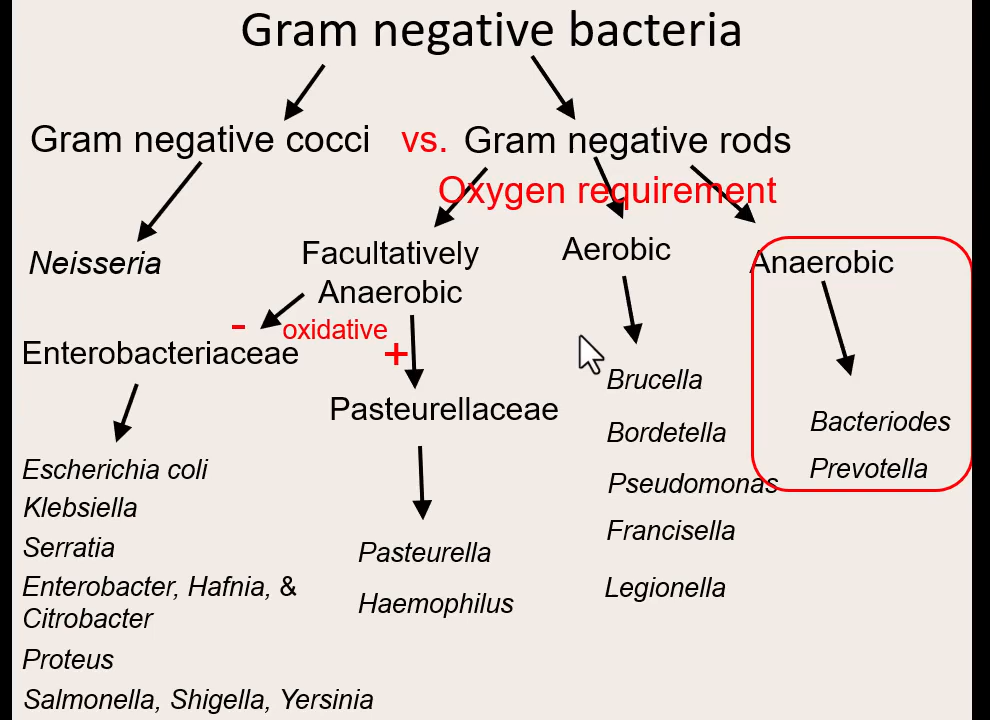 Gram negative bacteria
Gram negative cocci vs. Gram negative rods
Oxygen requirement
Neisseria
Facultatively
Anaerobic
Aerobic
Anaerobic
- oxidative
+
Enterobacteriaceae
Pasteurellaceae
Escherichia coli
Klebsiella
Serratia
Enterobacter, Hafnia, &
Citrobacter
Proteus
Salmonella, Shigella, Yersinia
Pasteurella
Haemophilus
Brucella
Bordetella
Pseudomonas
Francisella
Legionella
Bacteriodes
Prevotella